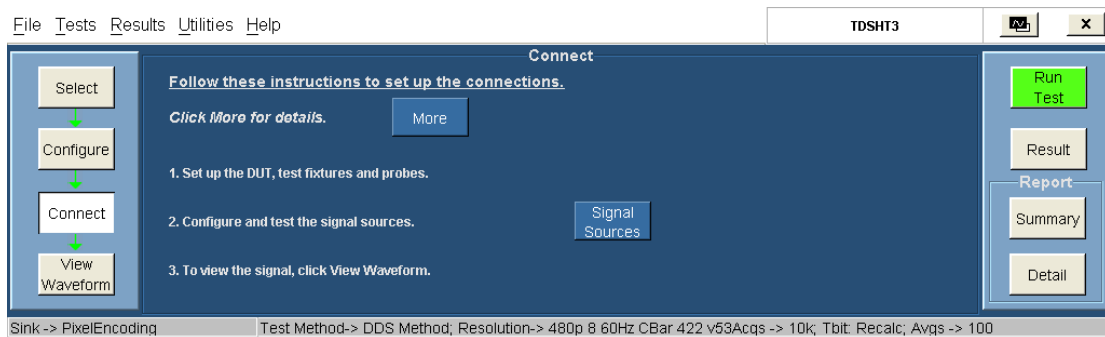 File Tests Results Utilities Help
TDSHT3
x
Connect
Select
Configure
Connect
View
Waveform
Follow these instructions to set up the connections.
Click More for details.
More
1. Set up the DUT, test fixtures and probes.
2. Configure and test the signal sources.
Signal
Sources
3. To view the signal, click View Waveform.
Run
Test
Result
Report
Summary
Detail
Sink -> PixelEncoding
Test Method-> DDS Method; Resolution-> 480p 8 60Hz CBar 422 v53Acqs -> 10k; Tbit: Recalc; Avgs -> 100